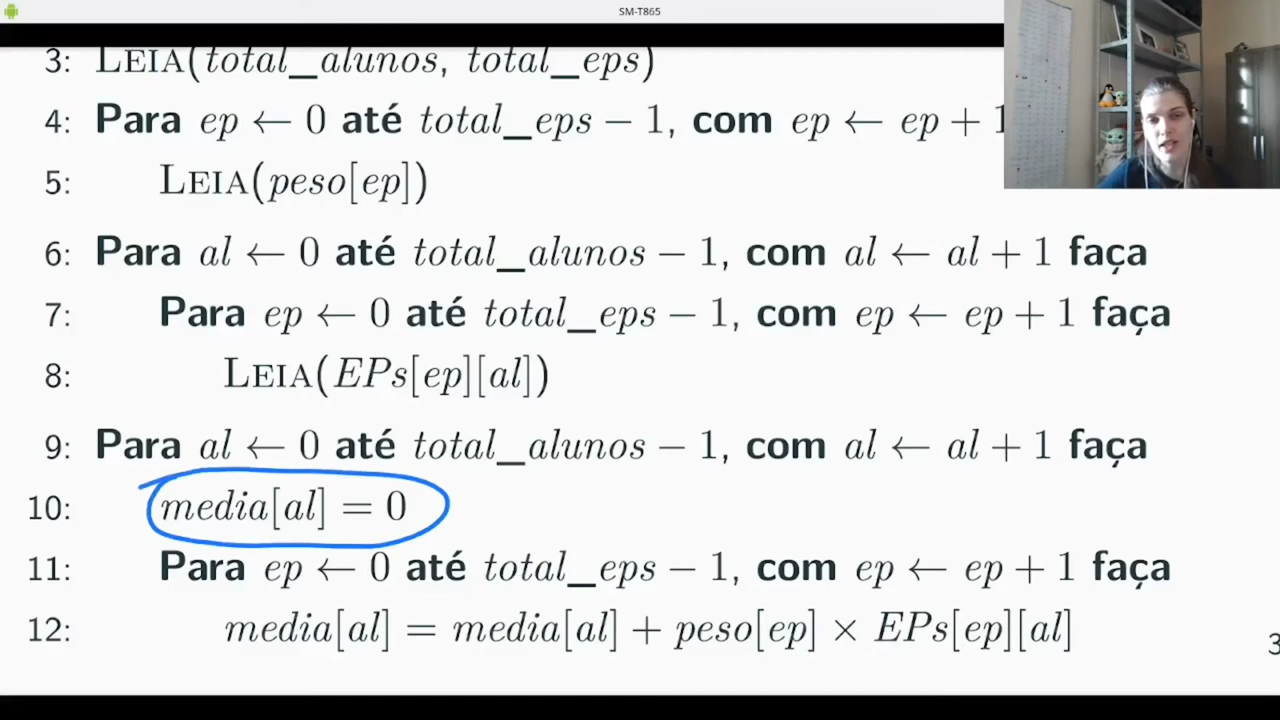 SM-T865
3: LEIA(total_alunos, total_eps)
4: Para ep ← 0 até total_eps − 1, com ep ← ep + 1
5: LEIA(peso[ep])
6: Para al ← 0 até total_alunos − 1, com al ← al + 1 faça
7: Para ep ← 0 até total_eps − 1, com ep ← ep + 1 faça
8: LEIA(EPs[ep][al])
9: Para al ← 0 até total_alunos − 1, com al ← al + 1 faça
10: media[al] = 0
11: Para ep ← 0 até total_eps − 1, com ep ← ep + 1 faça
12: media[al] = media[al] + peso[ep] × EPs[ep][al]
3